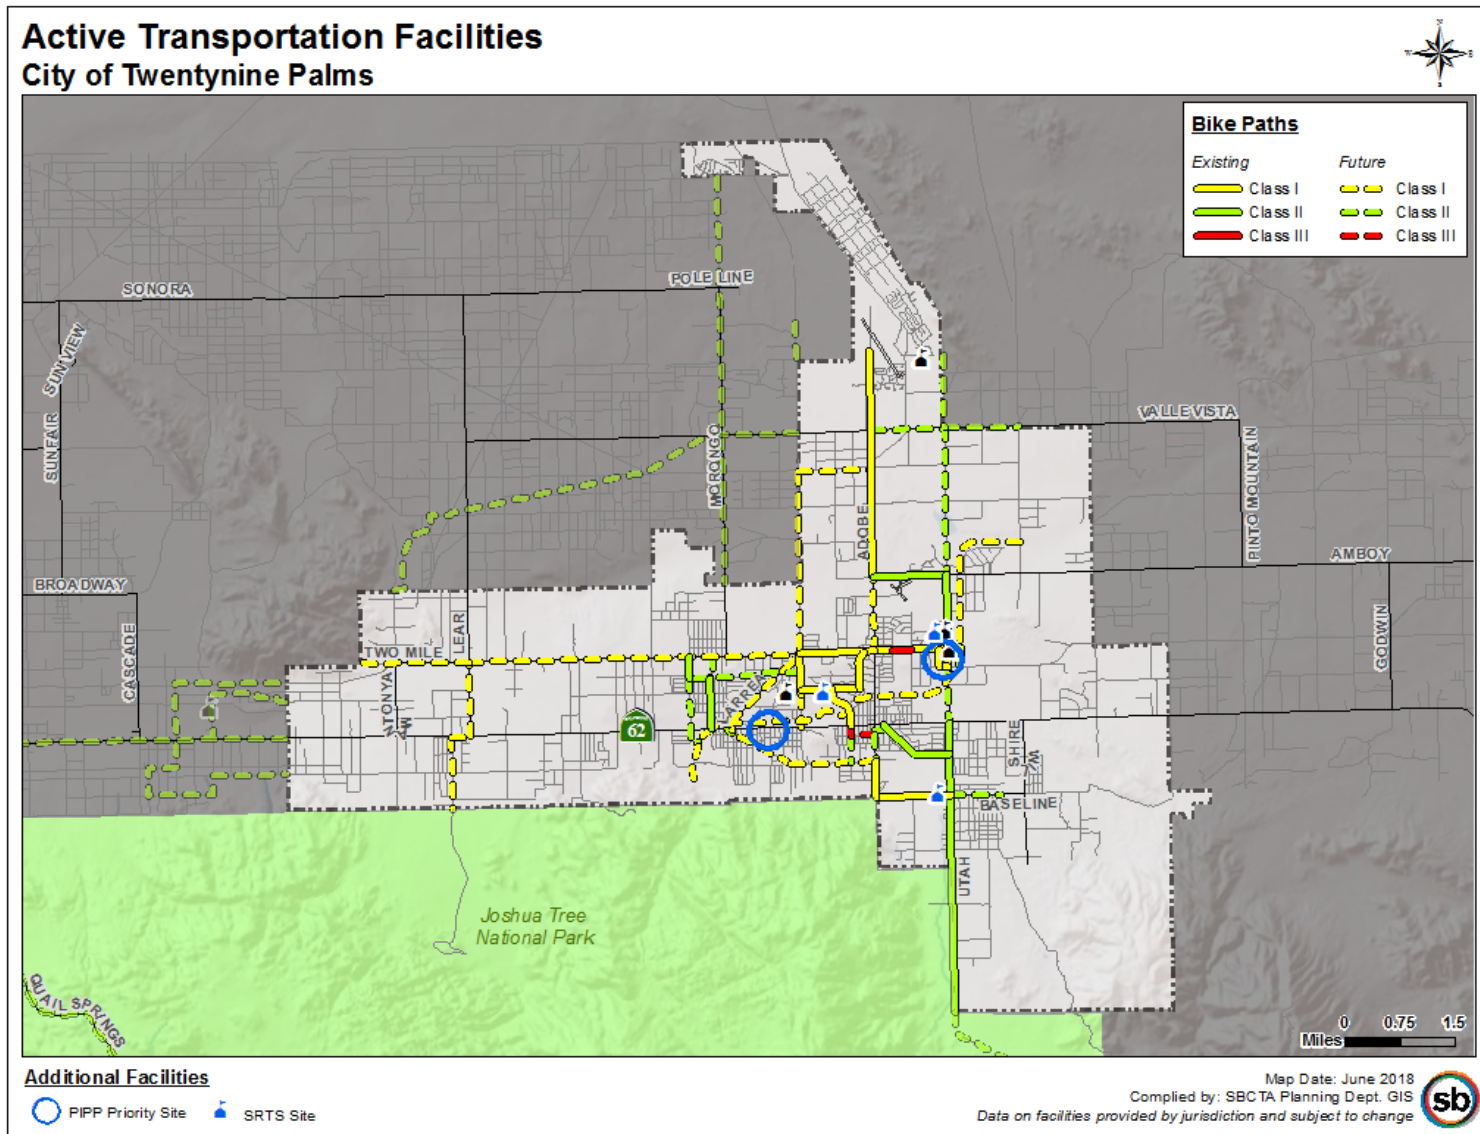 Active Transportation Facilities
City of Twentynine Palms
Bike Paths
Existing Future
Class I Class I
Class II Class II
Class III Class III
SONORA
POLE LINE
SUNVIEW
SUNFAIR
MORONGO
VALLE VISTA
PINTO MOUNTAIN
ADOBE
AMBOY
BROADWAY
CASCADE
LEAR
TWO MILE
GODWIN
LARREA
62
SHIRE
BASELINE
UTAH
Joshua Tree
National Park
QUAIL SPRINGS
0 0.75 1.5
Miles
Additional Facilities
PIPP Priority Site SRTS Site
Map Date: June 2018
Complied by: SBCTA Planning Dept. GIS
Data on facilities provided by jurisdiction and subject to change
sb